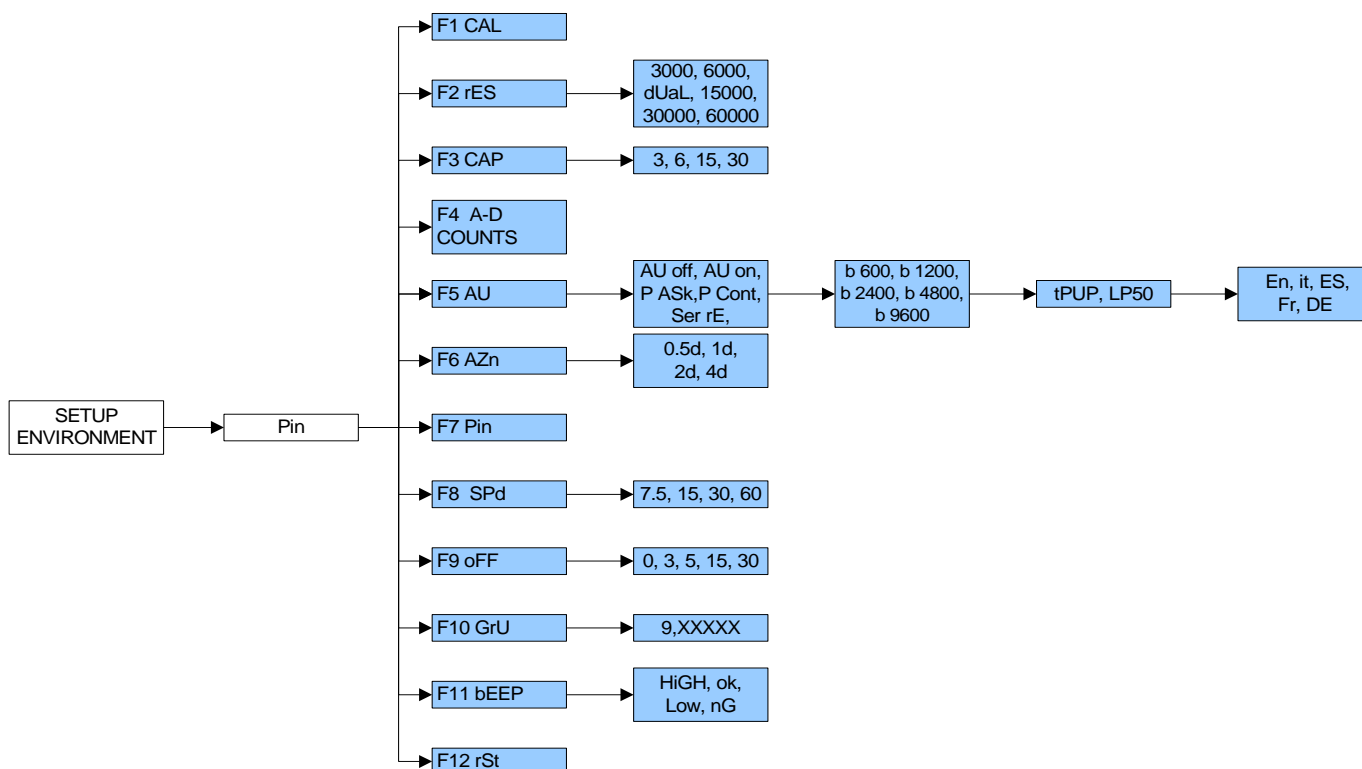 F1 CAL
F2 rES
3000, 6000,
dUaL, 15000,
30000, 60000
F3 CAP
3, 6, 15, 30
F4 A-D
COUNTS
F5 AU
AU off, AU on,
P ASk,P Cont,
Ser rE,
b 600, b 1200,
b 2400, b 4800,
b 9600
tPUP, LP50
En, it, ES,
Fr, DE
F6 AZn
0.5d, 1d,
2d, 4d
SETUP
ENVIRONMENT
Pin
F7 Pin
F8 SPd
7.5, 15, 30, 60
F9 oFF
0, 3, 5, 15, 30
F10 GrU
9,XXXXX
F11 bEEP
HiGH, ok,
Low, nG
F12 rSt